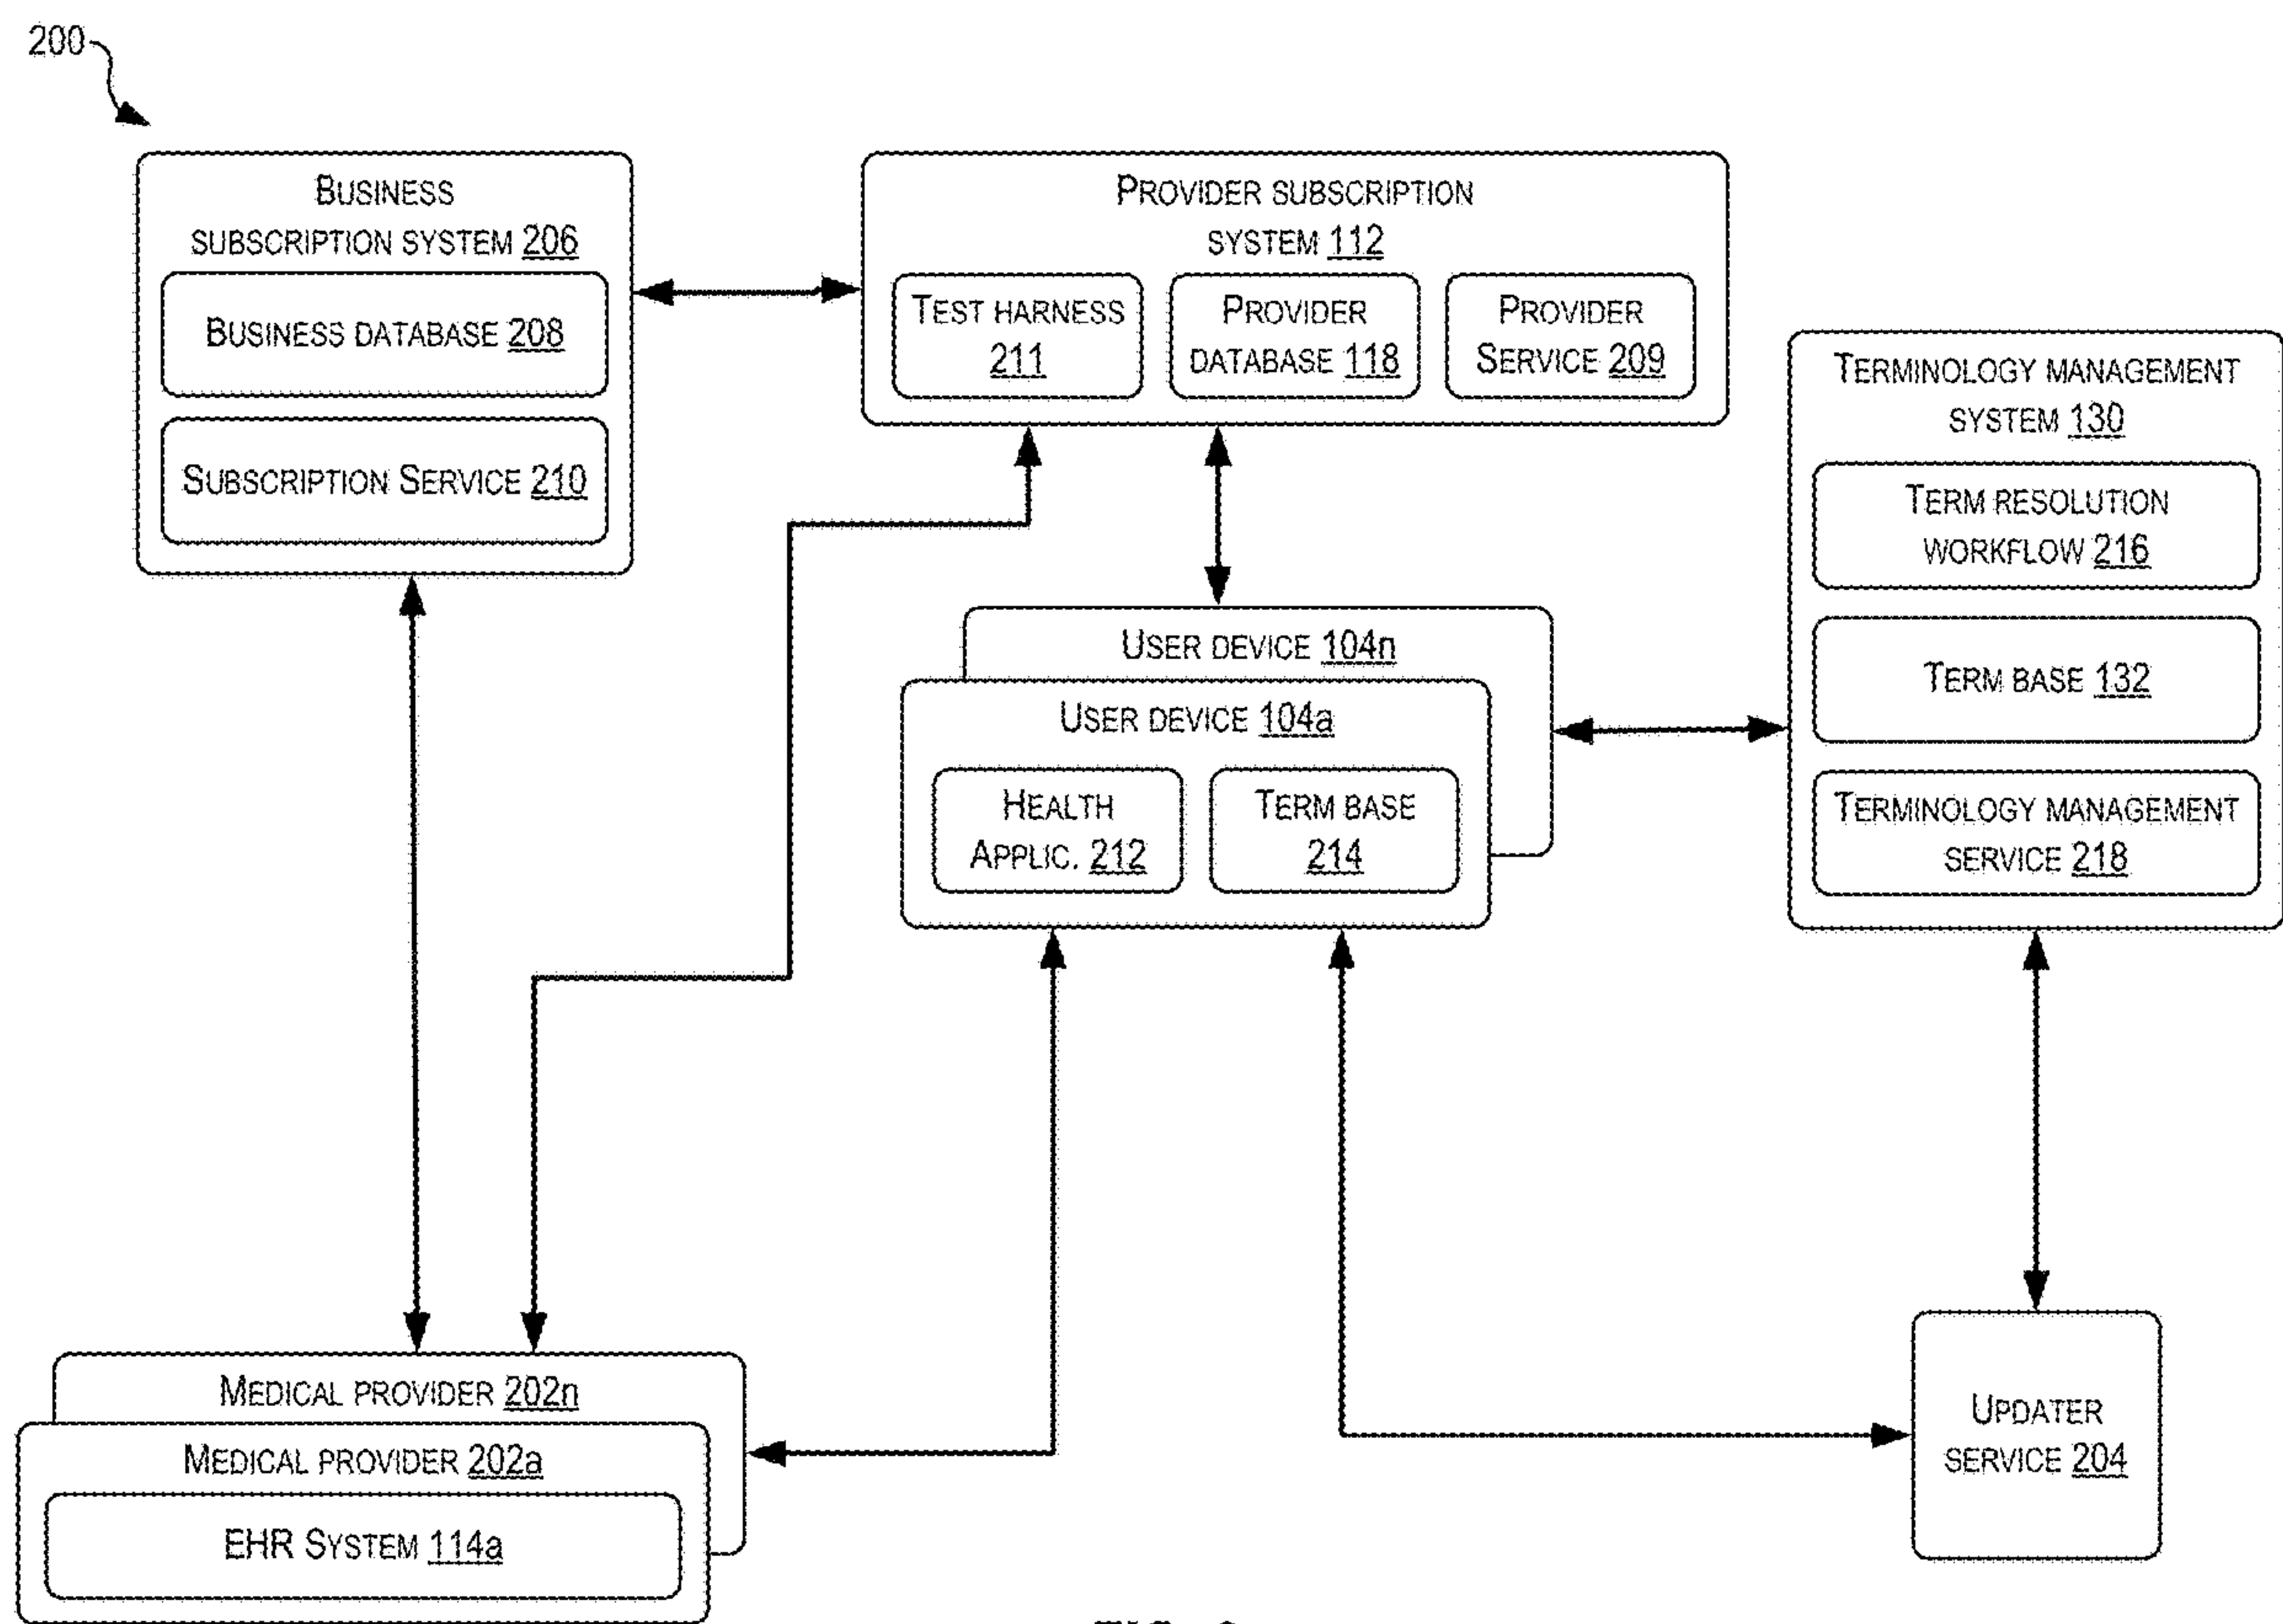 200
BUSINESS
SUBSCRIPTION SYSTEM 206
BUSINESS DATABASE 208
SUBSCRIPTION SERVICE 210
PROVIDER SUBSCRIPTION
SYSTEM 112
TEST HARNESS
211
PROVIDER
DATABASE 118
PROVIDER
SERVICE 209
TERMINOLOGY MANAGEMENT
SYSTEM 130
TERM RESOLUTION
WORKFLOW 216
TERM BASE 132
TERMINOLOGY MANAGEMENT
SERVICE 218
USER DEVICE 104n
USER DEVICE 104a
HEALTH
APPLIC. 212
TERM BASE
214
MEDICAL PROVIDER 202n
MEDICAL PROVIDER 202a
EHR SYSTEM 114a
UPDATER
SERVICE 204